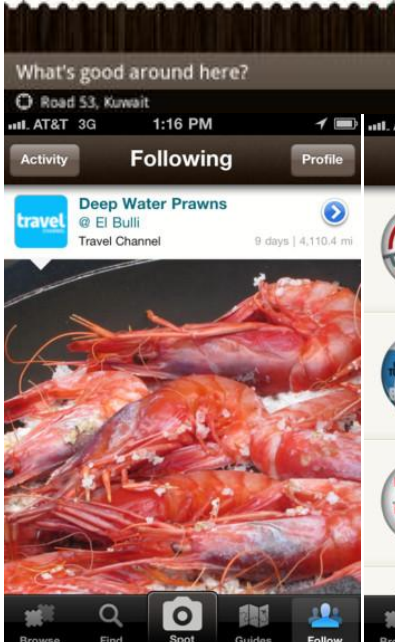 What's good around here?
Road 53, Kuwait
AT&T 3G 1:16 PM
Activity Following Profile
Deep Water Prawns
travel
CHANNEL
@ El Bulli
Travel Channel 9 days | 4,110.4 mi
Browse Find Spot Guides Follow